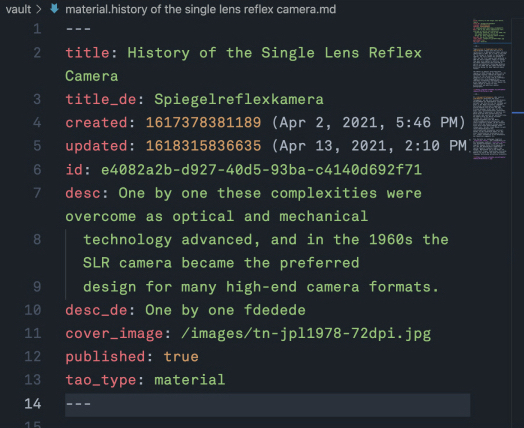 vault > material.history of the single lens reflex camera.md
1 ---
2 title: History of the Single Lens Reflex
Camera
3 title_de: Spiegelreflexkamera
4 created: 1617378381189 (Apr 2, 2021, 5:46 PM)
5 updated: 1618315836635 (Apr 13, 2021, 2:10 PM
6 id: e4082a2b-d927-40d5-93ba-c4140d692f71
7 desc: One by one these complexities were
overcome as optical and mechanical
8 technology advanced, and in the 1960s the
SLR camera became the preferred
9 design for many high-end camera formats.
10 desc_de: One by one fdedede
11 cover_image: /images/tn-jpl1978-72dpi.jpg
12 published: true
13 tao_type: material
14 ---
15